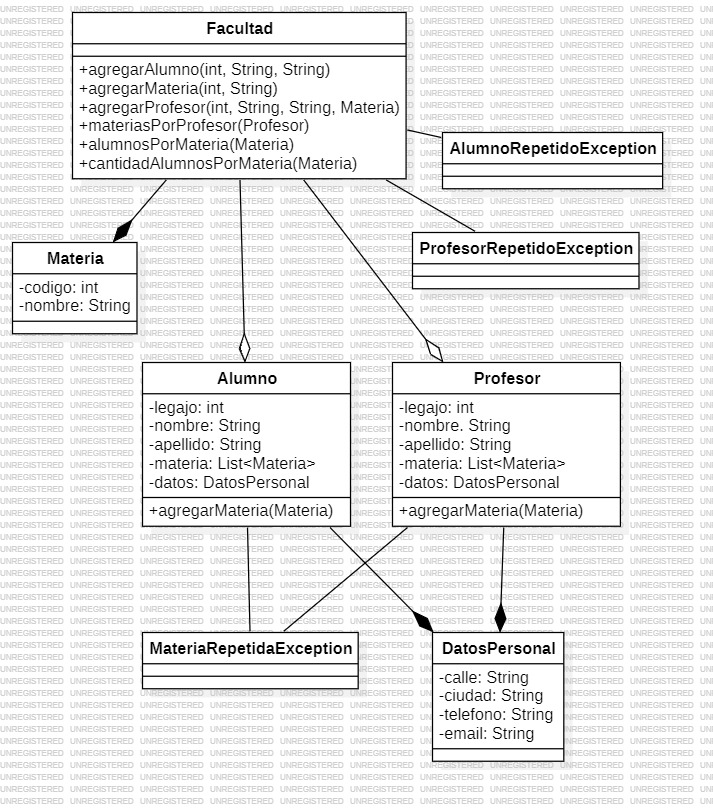 Facultad
+agregarAlumno(int, String, String)
+agregarMateria(int, String)
+agregarProfesor(int, String, String, Materia)
+materiasPorProfesor(Profesor)
+alumnosPorMateria(Materia)
+cantidadAlumnosPorMateria(Materia)
AlumnoRepetidoException
ProfesorRepetidoException
Materia
-codigo: int
-nombre: String
Alumno
-legajo: int
-nombre: String
-apellido: String
-materia: List<Materia>
-datos: DatosPersonal
+agregarMateria(Materia)
Profesor
-legajo: int
-nombre. String
-apellido: String
-materia: List<Materia>
-datos: DatosPersonal
+agregarMateria(Materia)
MateriaRepetidaException
DatosPersonal
-calle: String
-ciudad: String
-telefono: String
-email: String
UNREGISTERED